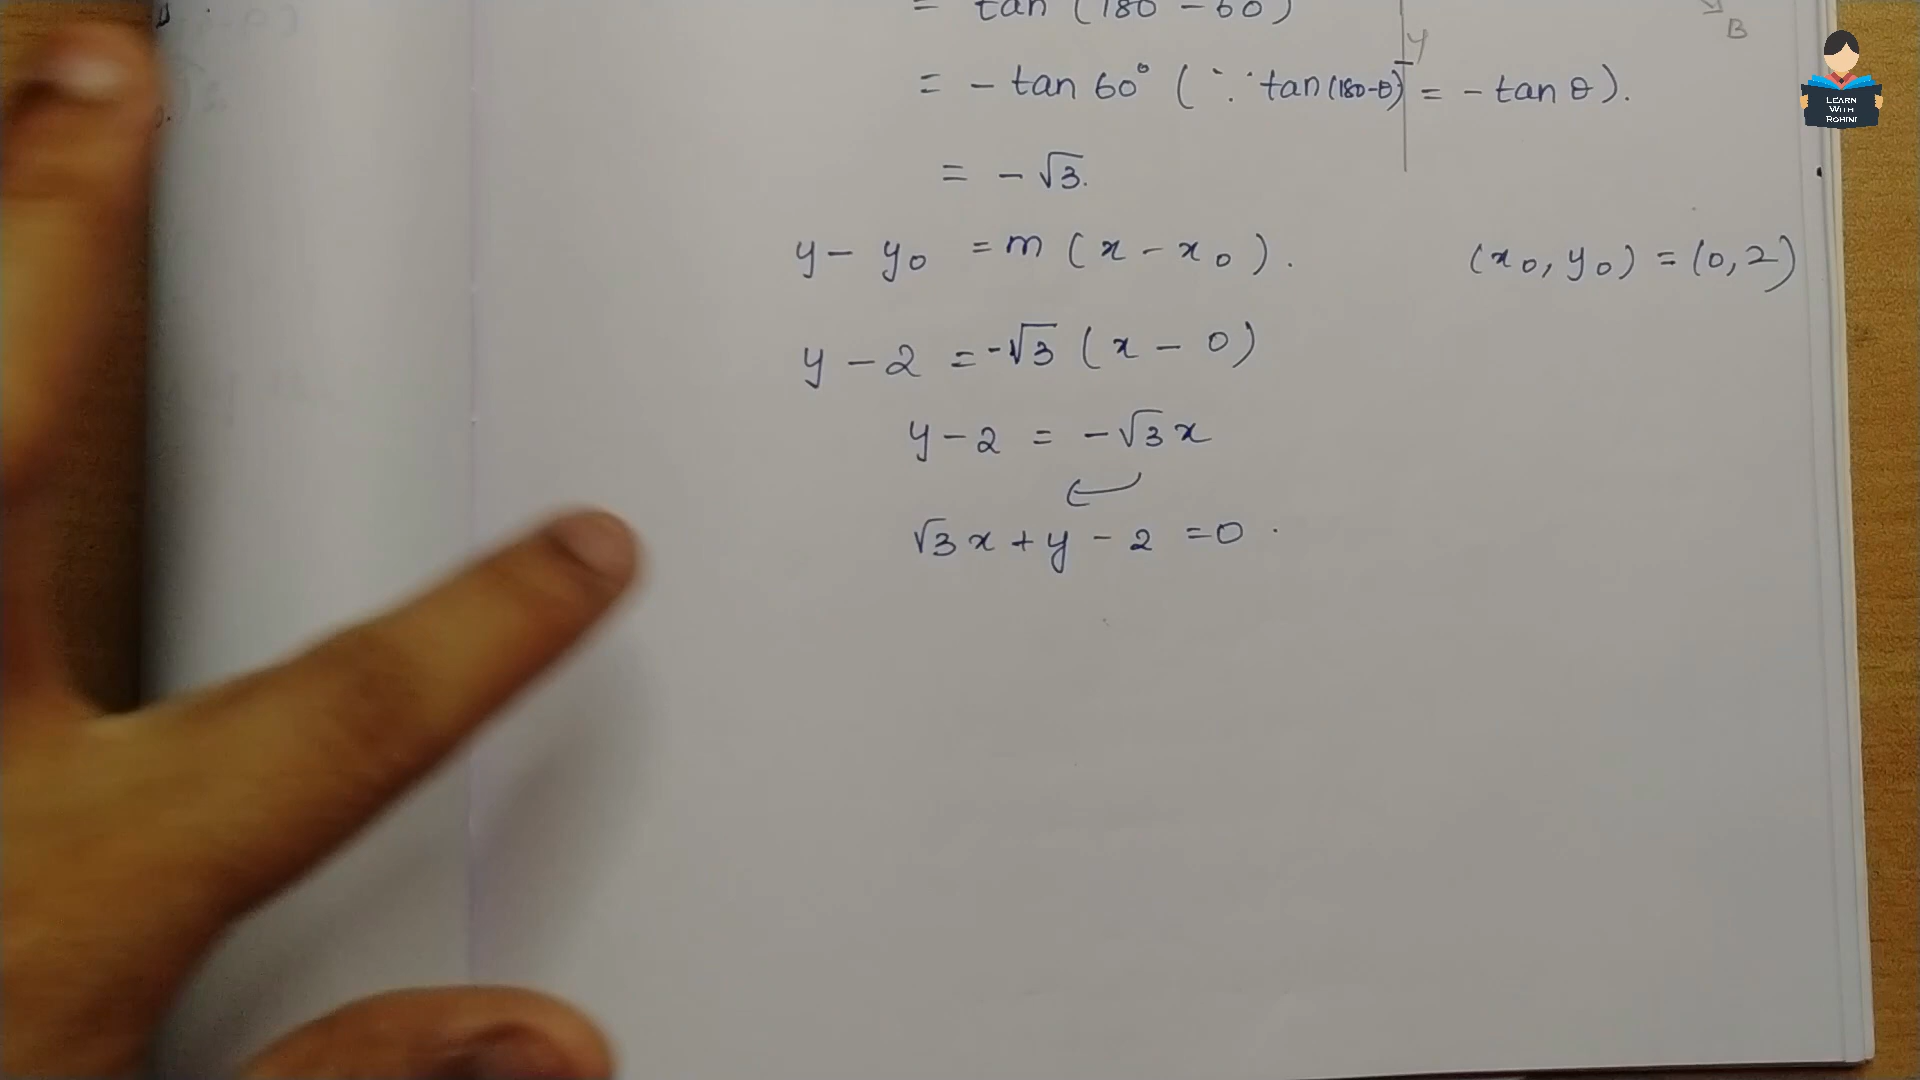 = tan (180 - 60)
B
y
= - tan 60° ( ∵ tan (180-θ) = - tan θ ).
= - √3.
y - y₀ = m ( x - x₀ ).
(x₀, y₀) = (0, 2)
y - 2 = -√3 ( x - 0 )
y - 2 = - √3 x
√3 x + y - 2 = 0 .
LEARN
WITH
ROHINI